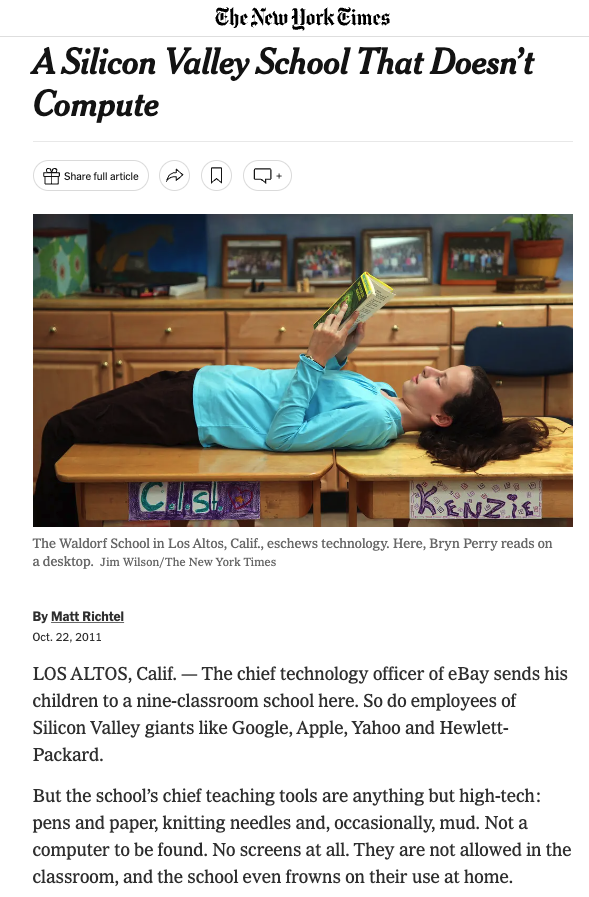 The New York Times
A Silicon Valley School That Doesn't
Compute
Share full article
+
KENZIE
The Waldorf School in Los Altos, Calif., eschews technology. Here, Bryn Perry reads on
a desktop. Jim Wilson/The New York Times
By Matt Richtel
Oct. 22, 2011
LOS ALTOS, Calif. — The chief technology officer of eBay sends his
children to a nine-classroom school here. So do employees of
Silicon Valley giants like Google, Apple, Yahoo and Hewlett-
Packard.
But the school's chief teaching tools are anything but high-tech:
pens and paper, knitting needles and, occasionally, mud. Not a
computer to be found. No screens at all. They are not allowed in the
classroom, and the school even frowns on their use at home.